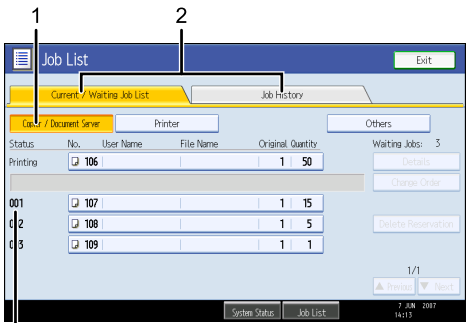 1 2
Job List Exit
Current / Waiting Job List Job History
Copier / Document Server Printer Others
Status No. User Name File Name Original Quantity Waiting Jobs: 3
Printing 106 1 50 Details
Change Order
001 107 1 15
108 1 5 Delete Reservation
109 1 1
1/1
▲ Previous ▼ Next
System Status Job List 7 JUN 2007
14:13